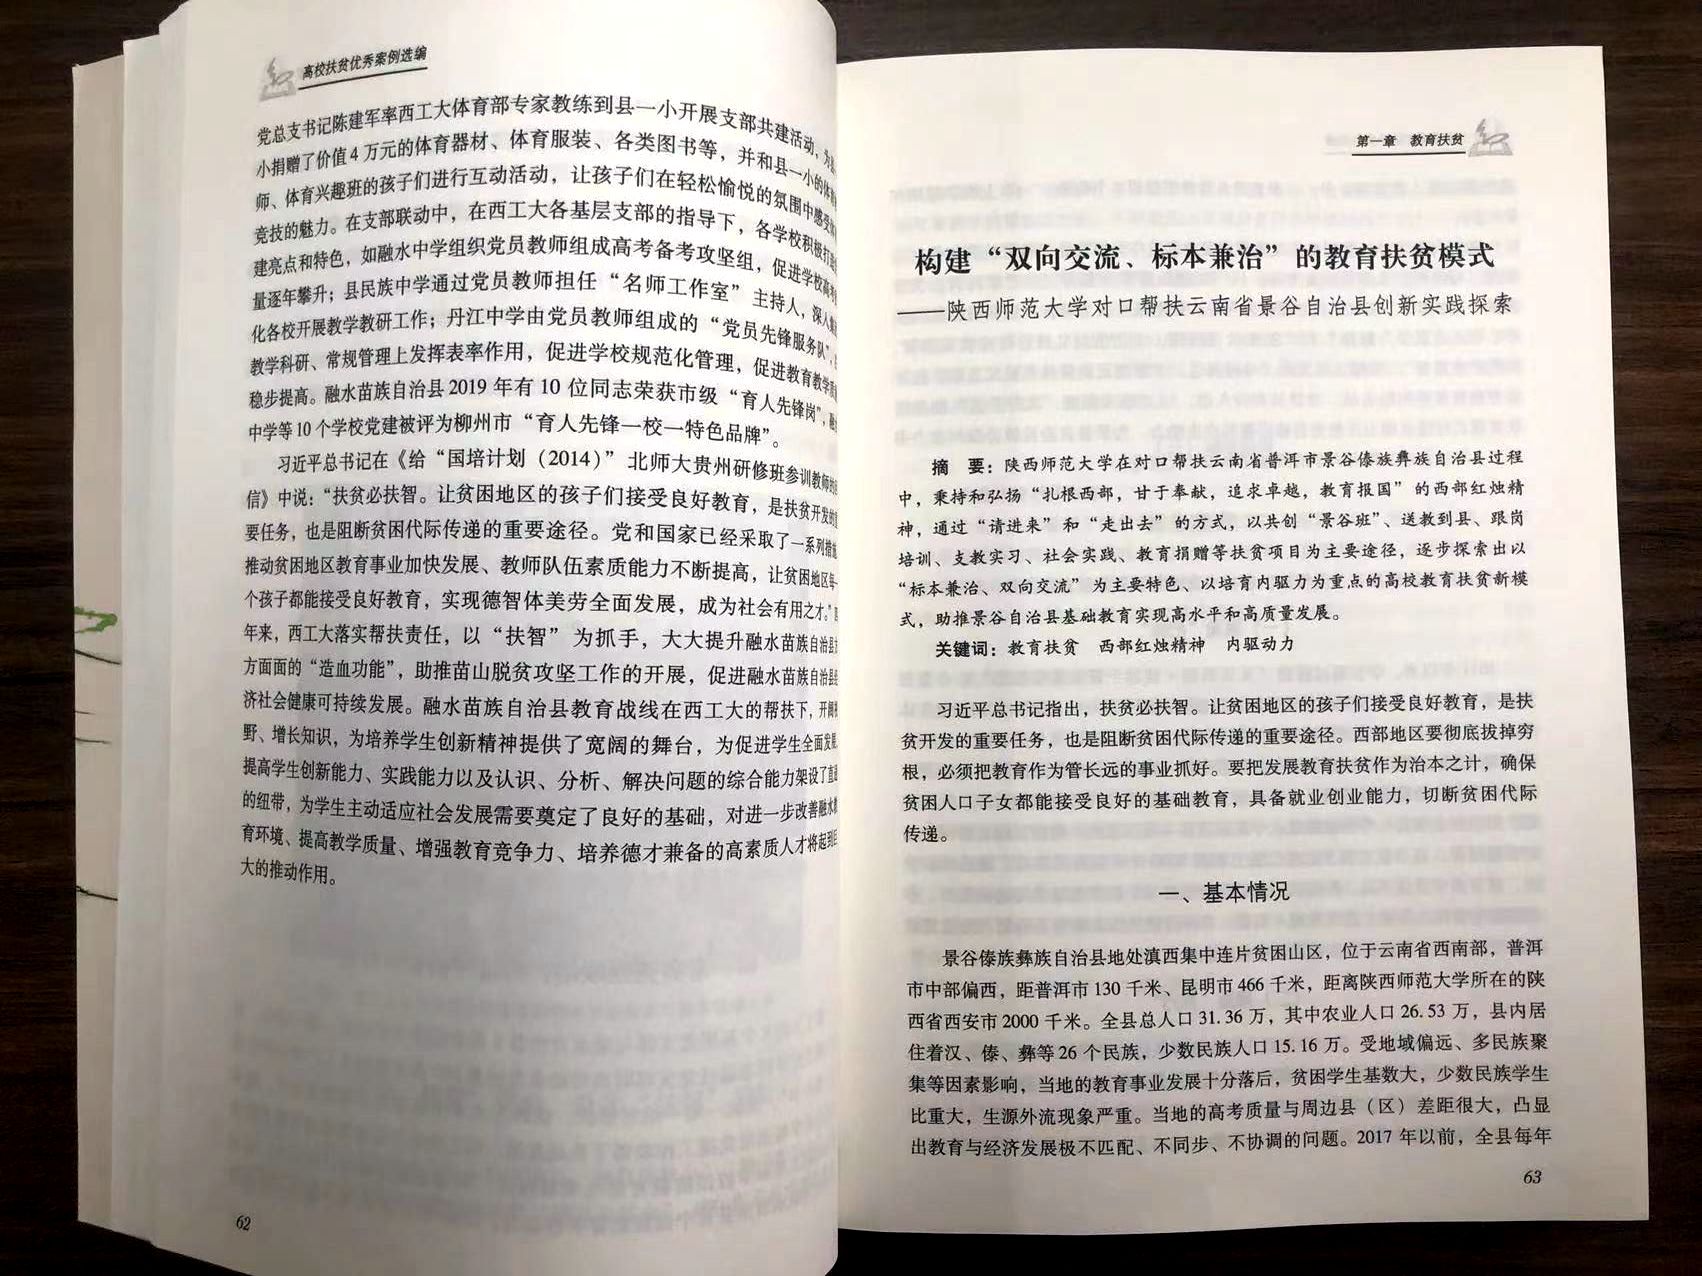 高校扶贫优秀案例选编
党总支书记陈建军率西工大体育部专家教练到县一小开展支部共建活动，为
小捐赠了价值4万元的体育器材、体育服装、各类图书等，并和县一小的体育
师、体育兴趣班的孩子们进行互动活动，让孩子们在轻松愉悦的氛围中感受
竞技的魅力。在支部联动中，在西工大各基层支部的指导下，各学校积极打造
建亮点和特色，如融水中学组织党员教师组成高考备考攻坚组，促进学校高考
量逐年攀升；县民族中学通过党员教师担任“名师工作室”主持人，深入
化各校开展教学教研工作；丹江中学由党员教师组成的“党员先锋服务队”，
教学科研、常规管理上发挥表率作用，促进学校规范化管理，促进教育教学
稳步提高。融水苗族自治县2019年有10位同志荣获市级“育人先锋岗”，融
中学等10个学校党建被评为柳州市“育人先锋一校一特色品牌”。
习近平总书记在《给“国培计划（2014）”北师大贵州研修班参训教师的
信》中说：“扶贫必扶智。让贫困地区的孩子们接受良好教育，是扶贫开发的
要任务，也是阻断贫困代际传递的重要途径。党和国家已经采取了一系列措施
推动贫困地区教育事业加快发展、教师队伍素质能力不断提高，让贫困地区每一
个孩子都能接受良好教育，实现德智体美劳全面发展，成为社会有用之才。”
年来，西工大落实帮扶责任，以“扶智”为抓手，大大提升融水苗族自治县
方面面的“造血功能”，助推苗山脱贫攻坚工作的开展，促进融水苗族自治县经
济社会健康可持续发展。融水苗族自治县教育战线在西工大的帮扶下，开阔
野、增长知识，为培养学生创新精神提供了宽阔的舞台，为促进学生全面发展、
提高学生创新能力、实践能力以及认识、分析、解决问题的综合能力架设了直
的纽带，为学生主动适应社会发展需要奠定了良好的基础，对进一步改善融水
育环境、提高教学质量、增强教育竞争力、培养德才兼备的高素质人才将起到巨
大的推动作用。
62
第一章 教育扶贫
构建“双向交流、标本兼治”的教育扶贫模式
——陕西师范大学对口帮扶云南省景谷自治县创新实践探索
摘 要：陕西师范大学在对口帮扶云南省普洱市景谷傣族彝族自治县过程
中，秉持和弘扬“扎根西部，甘于奉献，追求卓越，教育报国”的西部红烛精
神，通过“请进来”和“走出去”的方式，以共创“景谷班”、送教到县、跟岗
培训、支教实习、社会实践、教育捐赠等扶贫项目为主要途径，逐步探索出以
“标本兼治、双向交流”为主要特色、以培育内驱力为重点的高校教育扶贫新模
式，助推景谷自治县基础教育实现高水平和高质量发展。
关键词：教育扶贫 西部红烛精神 内驱动力
习近平总书记指出，扶贫必扶智。让贫困地区的孩子们接受良好教育，是扶
贫开发的重要任务，也是阻断贫困代际传递的重要途径。西部地区要彻底拔掉穷
根，必须把教育作为管长远的事业抓好。要把发展教育扶贫作为治本之计，确保
贫困人口子女都能接受良好的基础教育，具备就业创业能力，切断贫困代际
传递。
一、基本情况
景谷傣族彝族自治县地处滇西集中连片贫困山区，位于云南省西南部，普洱
市中部偏西，距普洱市130千米、昆明市466千米，距离陕西师范大学所在的陕
西省西安市2000千米。全县总人口31.36万，其中农业人口26.53万，县内居
住着汉、傣、彝等26个民族，少数民族人口15.16万。受地域偏远、多民族聚
集等因素影响，当地的教育事业发展十分落后，贫困学生基数大，少数民族学生
比重大，生源外流现象严重。当地的高考质量与周边县（区）差距很大，凸显
出教育与经济发展极不匹配、不同步、不协调的问题。2017年以前，全县每年
63